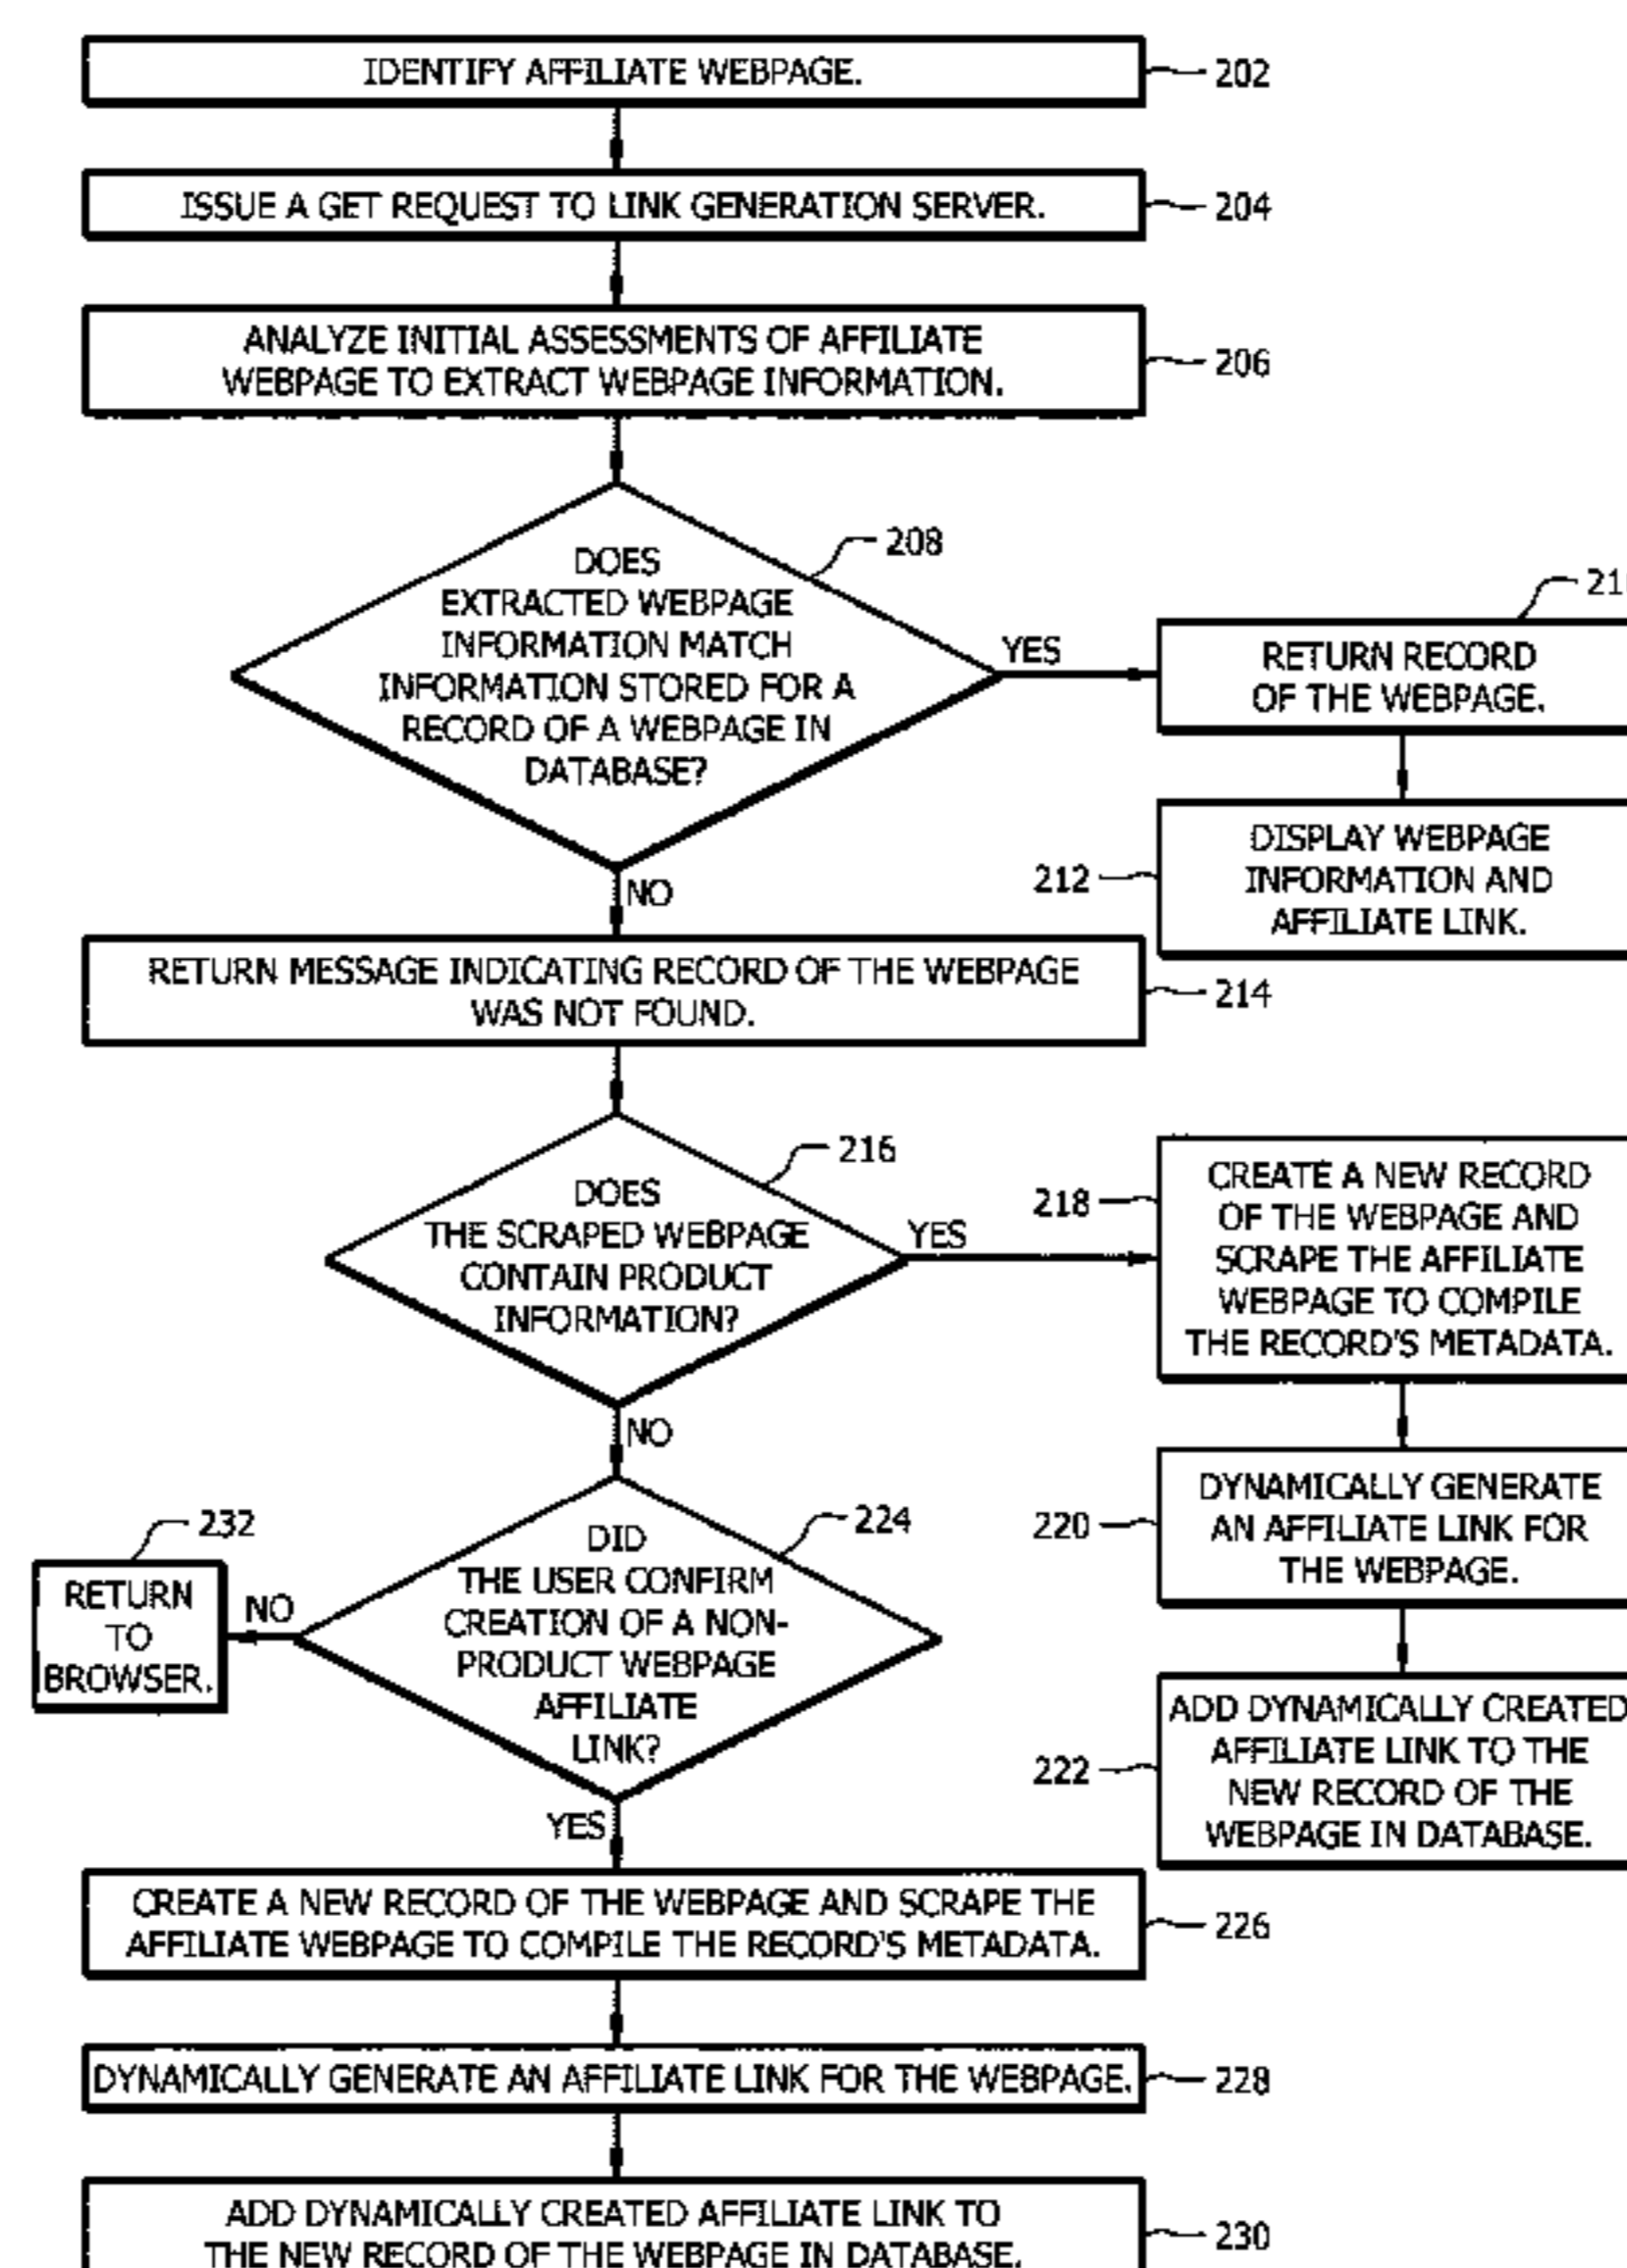 IDENTIFY AFFILIATE WEBPAGE.
202
ISSUE A GET REQUEST TO LINK GENERATION SERVER.
204
ANALYZE INITIAL ASSESSMENTS OF AFFILIATE
WEBPAGE TO EXTRACT WEBPAGE INFORMATION.
206
208
DOES
EXTRACTED WEBPAGE
INFORMATION MATCH
INFORMATION STORED FOR A
RECORD OF A WEBPAGE IN
DATABASE?
YES
RETURN RECORD
OF THE WEBPAGE.
212
DISPLAY WEBPAGE
INFORMATION AND
AFFILIATE LINK.
NO
RETURN MESSAGE INDICATING RECORD OF THE WEBPAGE
WAS NOT FOUND.
214
216
DOES
THE SCRAPED WEBPAGE
CONTAIN PRODUCT
INFORMATION?
YES
218
CREATE A NEW RECORD
OF THE WEBPAGE AND
SCRAPE THE AFFILIATE
WEBPAGE TO COMPILE
THE RECORD'S METADATA.
220
DYNAMICALLY GENERATE
AN AFFILIATE LINK FOR
THE WEBPAGE.
222
ADD DYNAMICALLY CREATED
AFFILIATE LINK TO THE
NEW RECORD OF THE
WEBPAGE IN DATABASE.
NO
224
DID
THE USER CONFIRM
CREATION OF A NON-
PRODUCT WEBPAGE
AFFILIATE
LINK?
NO
232
RETURN
TO
BROWSER.
YES
CREATE A NEW RECORD OF THE WEBPAGE AND SCRAPE THE
AFFILIATE WEBPAGE TO COMPILE THE RECORD'S METADATA.
226
DYNAMICALLY GENERATE AN AFFILIATE LINK FOR THE WEBPAGE.
228
ADD DYNAMICALLY CREATED AFFILIATE LINK TO
THE NEW RECORD OF THE WEBPAGE IN DATABASE.
230